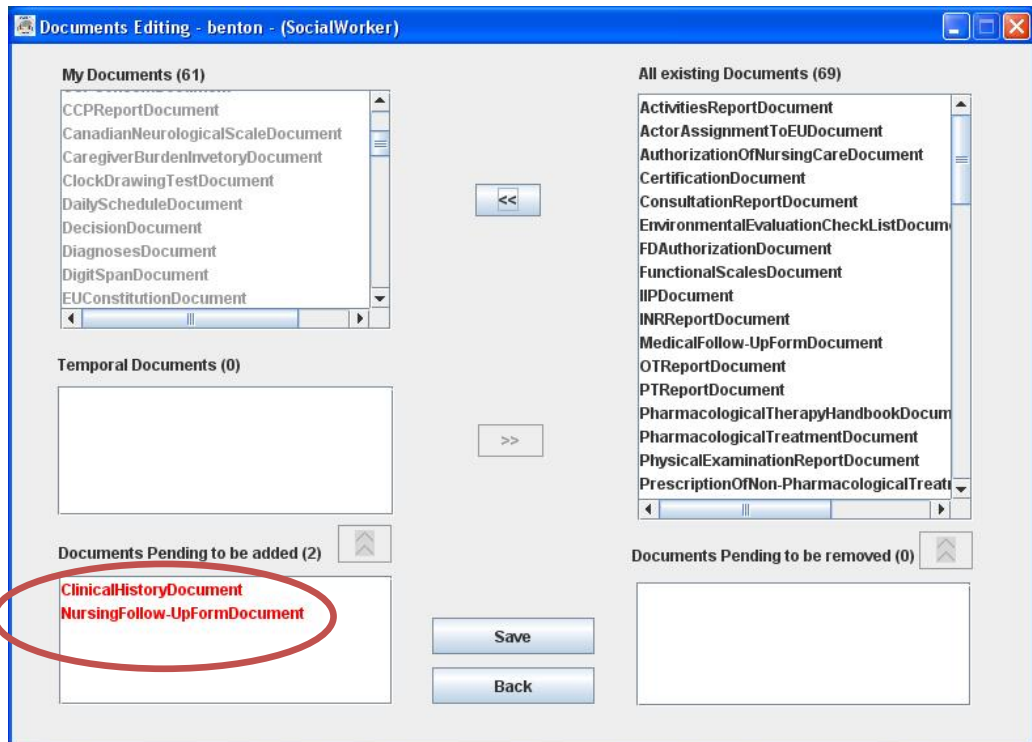 Documents Editing - benton - (SocialWorker)
My Documents (61)
CCPReportDocument
CanadianNeurologicalScaleDocument
CaregiverBurdenInvetoryDocument
ClockDrawingTestDocument
DailyScheduleDocument
DecisionDocument
DiagnosesDocument
DigitSpanDocument
EUConstitutionDocument
<<
All existing Documents (69)
ActivitiesReportDocument
ActorAssignmentToEUDocument
AuthorizationOfNursingCareDocument
CertificationDocument
ConsultationReportDocument
EnvironmentalEvaluationCheckListDocum
FDAuthorizationDocument
FunctionalScalesDocument
IIPDocument
INRReportDocument
MedicalFollow-UpFormDocument
OTReportDocument
PTReportDocument
PharmacologicalTherapyHandbookDocum
PharmacologicalTreatmentDocument
PhysicalExaminationReportDocument
PrescriptionOfNon-PharmacologicalTreat
Temporal Documents (0)
>>
Documents Pending to be added (2)
ClinicalHistoryDocument
NursingFollow-UpFormDocument
Documents Pending to be removed (0)
Save
Back